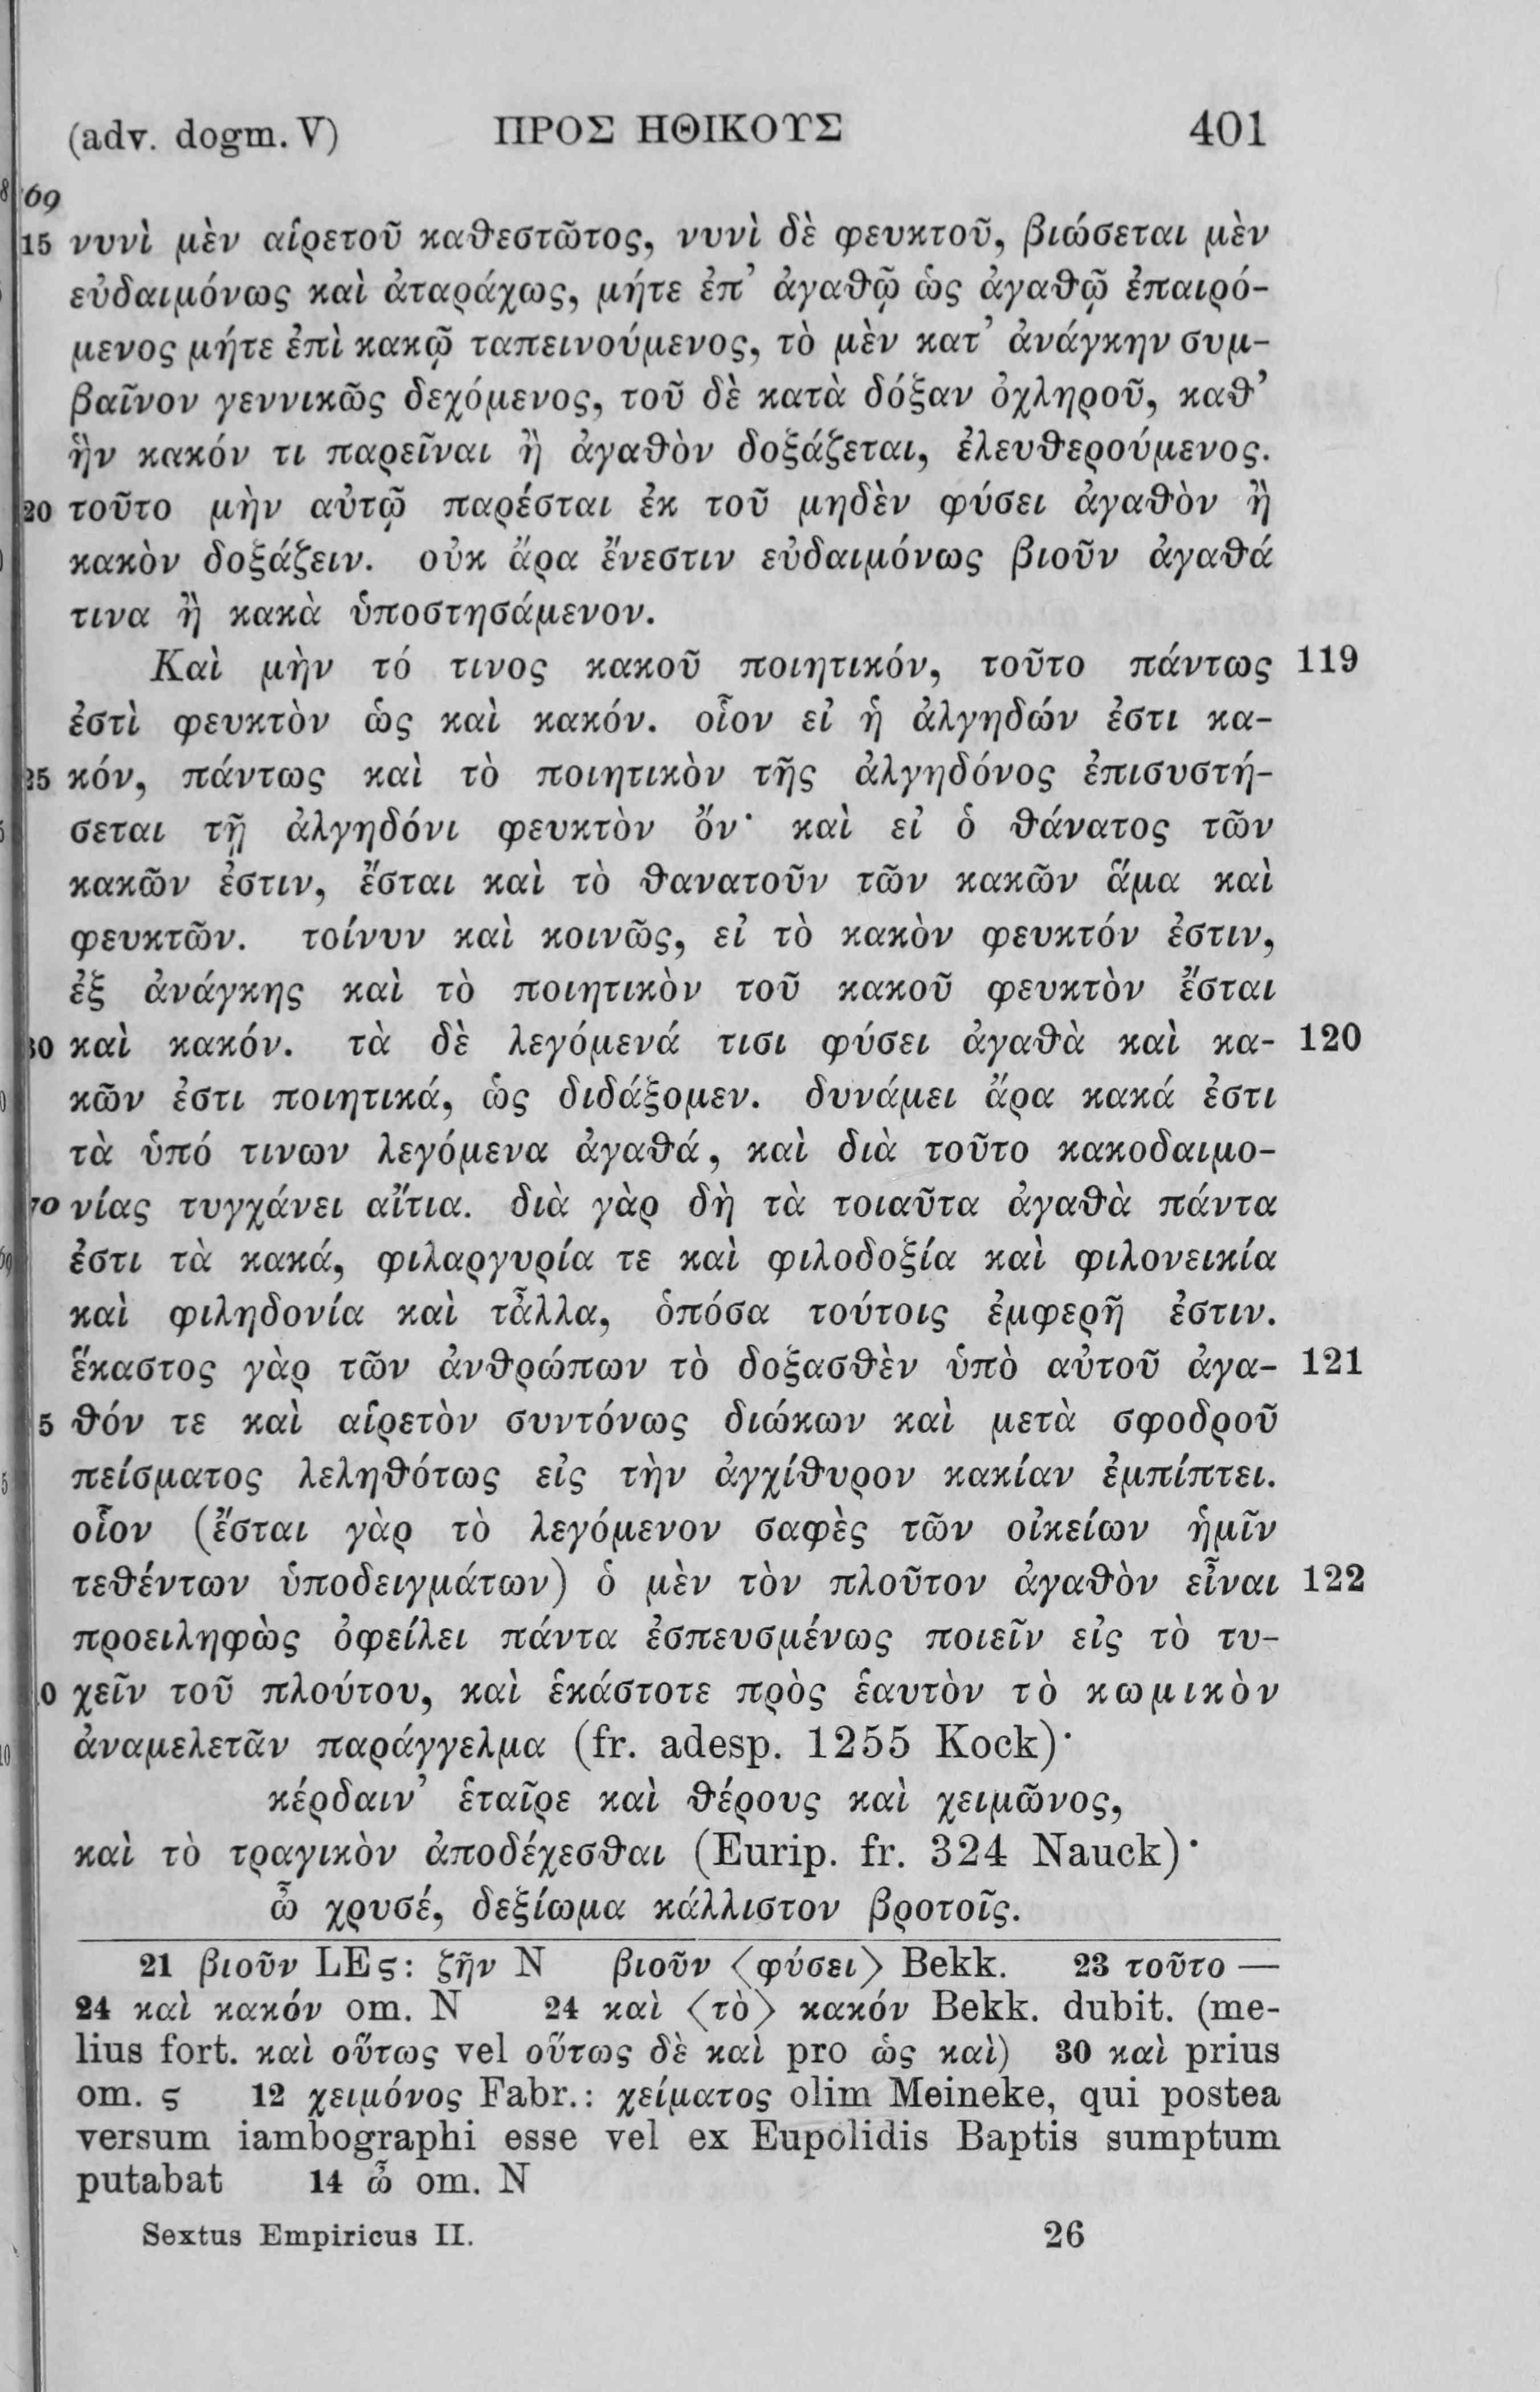 (adv. dogm. V) ΠΡΟΣ ΗΘΙΚΟΥΣ 401
69
15 νυνὶ μὲν αἱρετοῦ καθεστῶτος, νυνὶ δὲ φευκτοῦ, βιώσεται μὲν
εὐδαιμόνως καὶ ἀταράχως, μήτε ἐπ’ ἀγαθῷ ὡς ἀγαθῷ ἐπαιρό-
μενος μήτε ἐπὶ κακῷ ταπεινούμενος, τὸ μὲν κατ’ ἀνάγκην συμ-
βαῖνον γεννικῶς δεχόμενος, τοῦ δὲ κατὰ δόξαν ὀχληροῦ, καθ’
ἣν κακόν τι παρεῖναι ἢ ἀγαθὸν δοξάζεται, ἐλευθερούμενος.
20 τοῦτο μὴν αὐτῷ παρέσται ἐκ τοῦ μηδὲν φύσει ἀγαθὸν ἢ
κακὸν δοξάζειν. οὐκ ἄρα ἔνεστιν εὐδαιμόνως βιοῦν ἀγαθά
τινα ἢ κακὰ ὑποστησάμενον.
Καὶ μὴν τό τινος κακοῦ ποιητικόν, τοῦτο πάντως 119
ἐστὶ φευκτὸν ὡς καὶ κακόν. οἷον εἰ ἡ ἀλγηδών ἐστι κα-
25 κόν, πάντως καὶ τὸ ποιητικὸν τῆς ἀλγηδόνος ἐπισυστή-
σεται τῇ ἀλγηδόνι φευκτὸν ὄν· καὶ εἰ ὁ θάνατος τῶν
κακῶν ἐστιν, ἔσται καὶ τὸ θανατοῦν τῶν κακῶν ἅμα καὶ
φευκτῶν. τοίνυν καὶ κοινῶς, εἰ τὸ κακὸν φευκτόν ἐστιν,
ἐξ ἀνάγκης καὶ τὸ ποιητικὸν τοῦ κακοῦ φευκτὸν ἔσται
30 καὶ κακόν. τὰ δὲ λεγόμενά τισι φύσει ἀγαθὰ καὶ κα- 120
κῶν ἐστι ποιητικά, ὡς διδάξομεν. δυνάμει ἄρα κακά ἐστι
τὰ ὑπό τινων λεγόμενα ἀγαθά, καὶ διὰ τοῦτο κακοδαιμο-
70 νίας τυγχάνει αἴτια. διὰ γὰρ δὴ τὰ τοιαῦτα ἀγαθὰ πάντα
ἐστι τὰ κακά, φιλαργυρία τε καὶ φιλοδοξία καὶ φιλονεικία
καὶ φιληδονία καὶ τἆλλα, ὁπόσα τούτοις ἐμφερῆ ἐστιν.
ἕκαστος γὰρ τῶν ἀνθρώπων τὸ δοξασθὲν ὑπὸ αὐτοῦ ἀγα- 121
5 θόν τε καὶ αἱρετὸν συντόνως διώκων καὶ μετὰ σφοδροῦ
πείσματος λεληθότως εἰς τὴν ἀγχίθυρον κακίαν ἐμπίπτει.
οἷον (ἔσται γὰρ τὸ λεγόμενον σαφὲς τῶν οἰκείων ἡμῖν
τεθέντων ὑποδειγμάτων) ὁ μὲν τὸν πλοῦτον ἀγαθὸν εἶναι 122
προειληφὼς ὀφείλει πάντα ἐσπευσμένως ποιεῖν εἰς τὸ τυ-
10 χεῖν τοῦ πλούτου, καὶ ἑκάστοτε πρὸς ἑαυτὸν τὸ κωμικὸν
ἀναμελετᾶν παράγγελμα (fr. adesp. 1255 Kock)·
κέρδαιν’ ἑταῖρε καὶ θέρους καὶ χειμῶνος,
καὶ τὸ τραγικὸν ἀποδέχεσθαι (Eurip. fr. 324 Nauck)·
ὦ χρυσέ, δεξίωμα κάλλιστον βροτοῖς.
21 βιοῦν LEς: ζῆν N βιοῦν ⟨φύσει⟩ Bekk. 23 τοῦτο —
24 καὶ κακόν om. N 24 καὶ ⟨τὸ⟩ κακόν Bekk. dubit. (me-
lius fort. καὶ οὕτως vel οὕτως δὲ καὶ pro ὡς καὶ) 30 καὶ prius
om. ς 12 χειμόνος Fabr.: χείματος olim Meineke, qui postea
versum iambographi esse vel ex Eupolidis Baptis sumptum
putabat 14 ὦ om. N
Sextus Empiricus II. 26